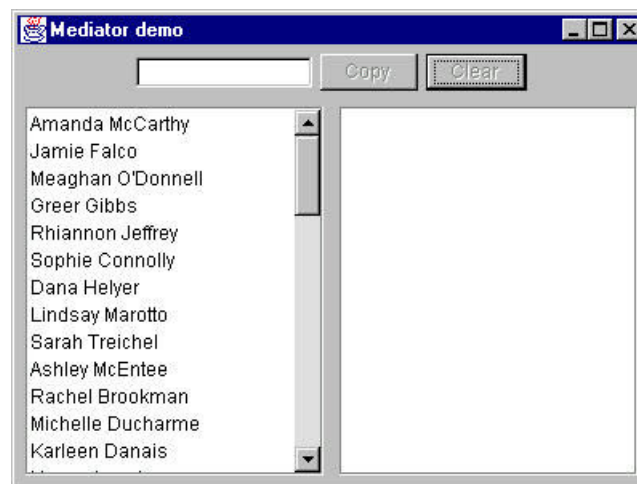 Mediator demo
Copy Clear
Amanda McCarthy
Jamie Falco
Meaghan O'Donnell
Greer Gibbs
Rhiannon Jeffrey
Sophie Connolly
Dana Helyer
Lindsay Marotto
Sarah Treichel
Ashley McEntee
Rachel Brookman
Michelle Ducharme
Karleen Danais